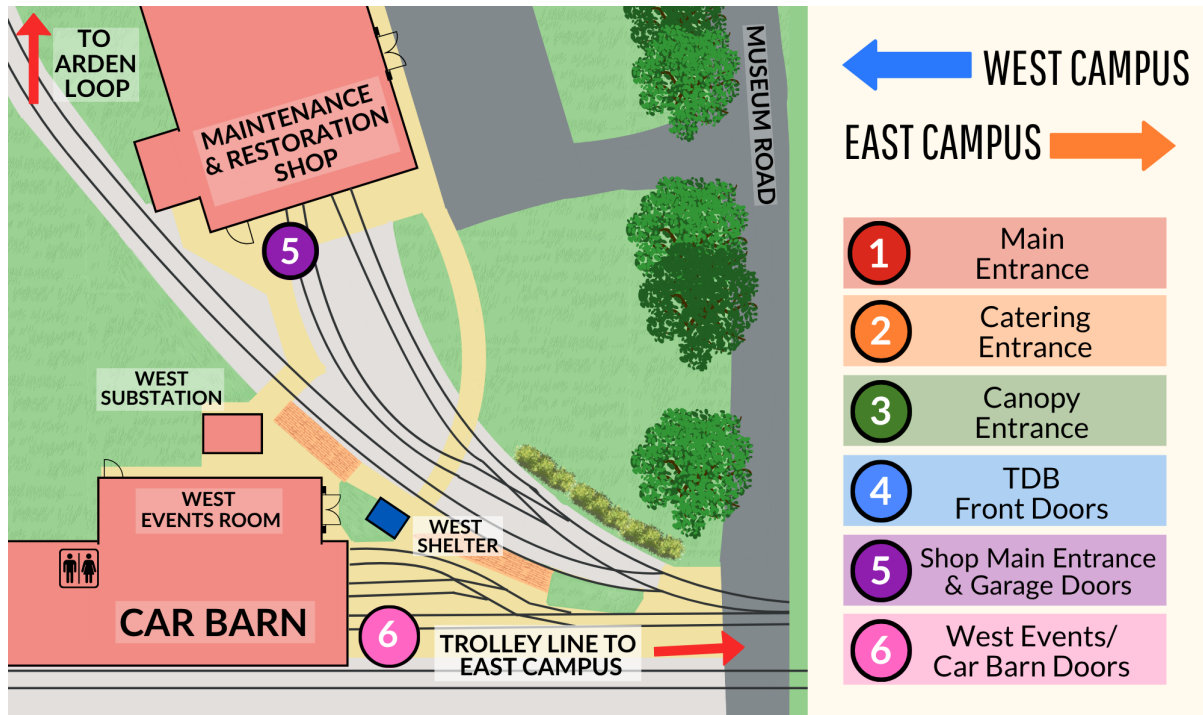 TO
ARDEN
LOOP
MAINTENANCE
& RESTORATION
SHOP
5
MUSEUM ROAD
WEST
SUBSTATION
WEST
EVENTS ROOM
WEST
SHELTER
CAR BARN
6
TROLLEY LINE TO
EAST CAMPUS
WEST CAMPUS
EAST CAMPUS
1
Main
Entrance
2
Catering
Entrance
3
Canopy
Entrance
4
TDB
Front Doors
5
Shop Main Entrance
& Garage Doors
6
West Events/
Car Barn Doors